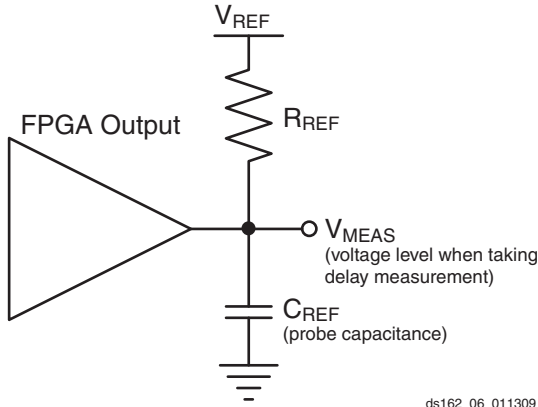 VREF
FPGA Output
RREF
VMEAS
(voltage level when taking
delay measurement)
CREF
(probe capacitance)
ds162_06_011309